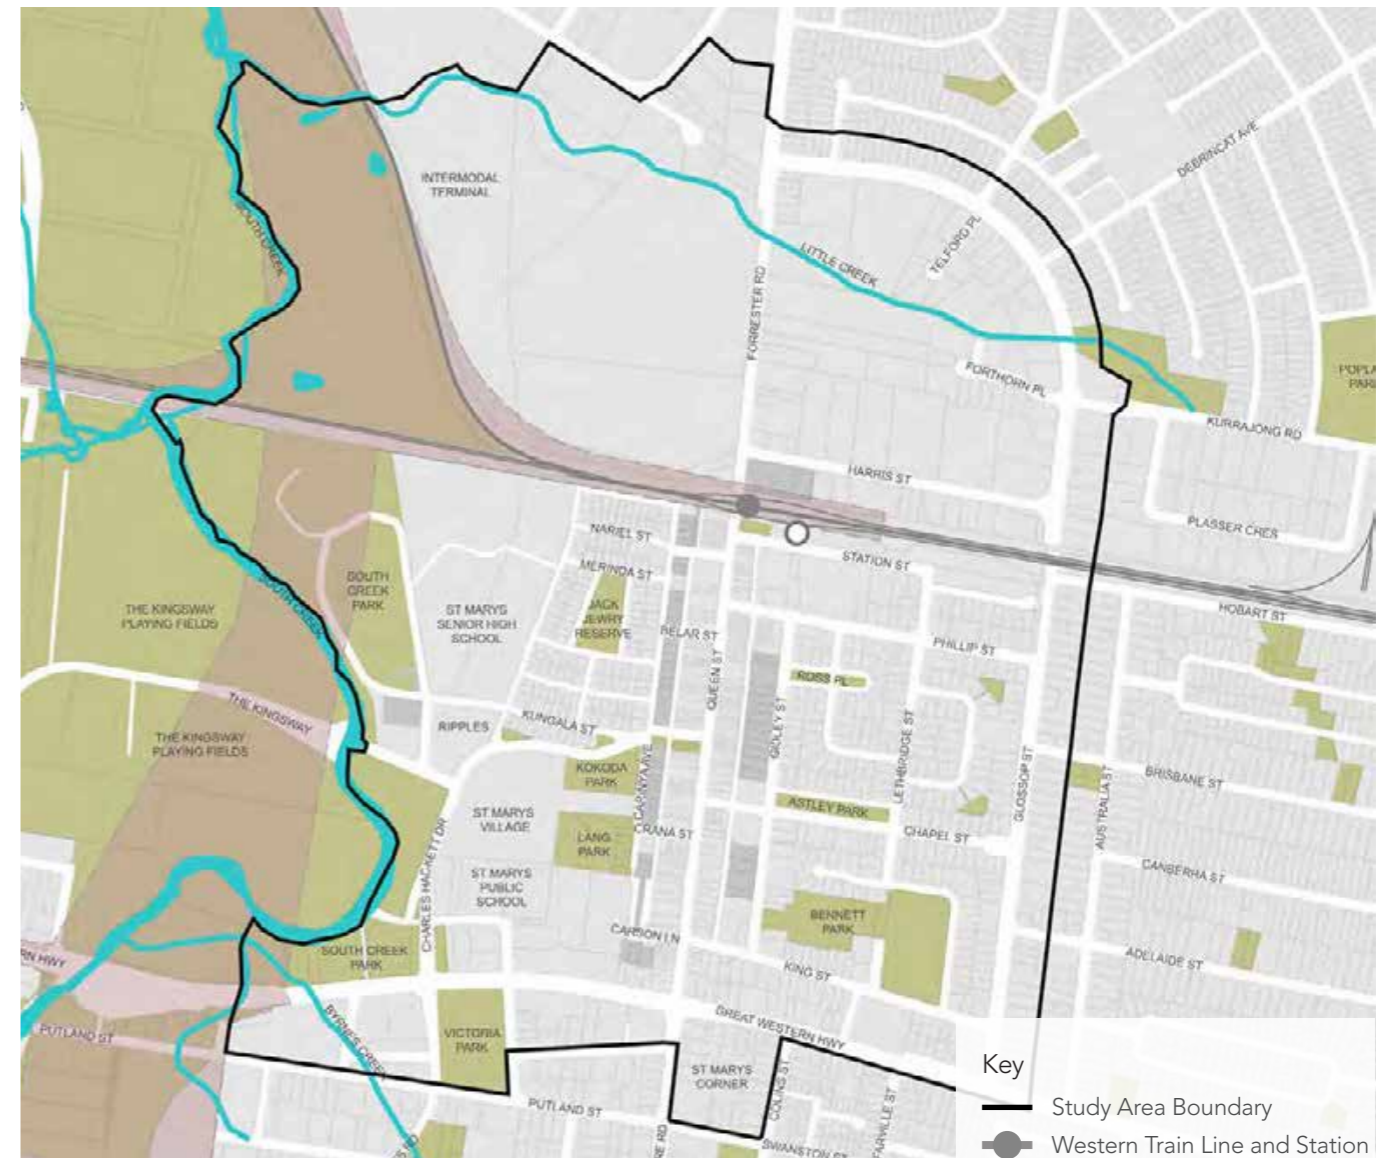 DEBRINCAT AVE
INTERMODAL
TERMINAL
SOUTH CREEK
TELFORD PL
LITTLE CREEK
FORRESTER RD
FORTHORN PL
KURRAJONG RD
HARRIS ST
PLASSER CRES
NARIEL ST
STATION ST
MERINDA ST
SOUTH
CREEK
PARK
HOBART ST
THE KINGSWAY
PLAYING FIELDS
SOUTH CREEK
ST MARYS
SENIOR HIGH
SCHOOL
JACK
JEWRY
RESERVE
BELAR ST
PHILLIP ST
QUEEN ST
ROSS PL
THE KINGSWAY
RIPPLES
KUNGALA ST
GIDLEY ST
LETHBRIDGE ST
THE KINGSWAY
PLAYING FIELDS
KOKODA
PARK
CARINYA AVE
GLOSSOP ST
AUSTRALIA ST
BRISBANE ST
ST MARYS
VILLAGE
LANG
PARK
CRANA ST
ASTLEY PARK
CHAPEL ST
CHARLES HACKETT DR
ST MARYS
PUBLIC
SCHOOL
CANBERRA ST
BENNETT
PARK
CARSON LN
SOUTH CREEK
PARK
KING ST
ADELAIDE ST
RN HWY
GREAT WESTERN HWY
PUTLAND ST
BYRNES CREEK
VICTORIA
PARK
ST MARYS
CORNER
COLINS ST
PUTLAND ST
SWANSTON ST
Key
Study Area Boundary
Western Train Line and Station